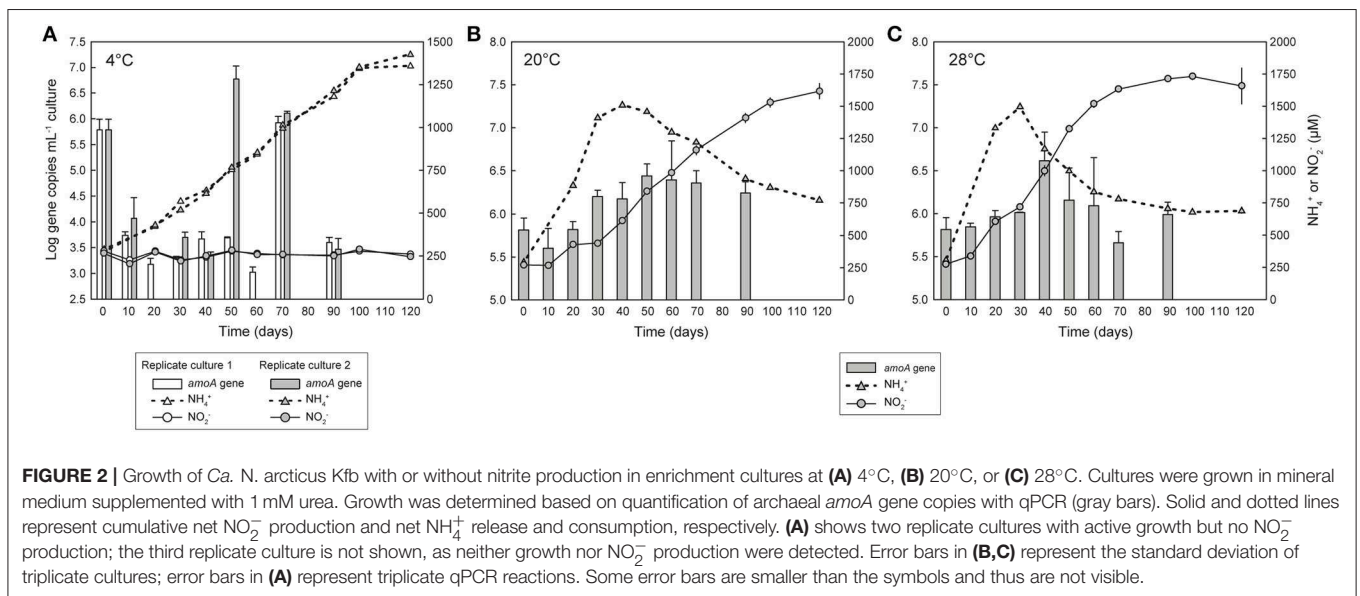 A
4°C
Log gene copies mL⁻¹ culture
7.5
7.0
6.5
6.0
5.5
5.0
4.5
4.0
3.5
3.0
2.5
1500
1250
1000
750
500
250
0
0 10 20 30 40 50 60 70 80 90 100 110 120
Time (days)
B
20°C
8.0
7.5
7.0
6.5
6.0
5.5
5.0
2000
1750
1500
1250
1000
750
500
250
0
0 10 20 30 40 50 60 70 80 90 100 110 120
Time (days)
C
28°C
8.0
7.5
7.0
6.5
6.0
5.5
5.0
2000
1750
1500
1250
1000
750
500
250
0
NH₄⁺ or NO₂⁻ (µM)
0 10 20 30 40 50 60 70 80 90 100 110 120
Time (days)
Replicate culture 1 Replicate culture 2
amoA gene amoA gene
NH₄⁺ NH₄⁺
NO₂⁻ NO₂⁻
amoA gene
NH₄⁺
NO₂⁻
FIGURE 2 | Growth of Ca. N. arcticus Kfb with or without nitrite production in enrichment cultures at (A) 4°C, (B) 20°C, or (C) 28°C. Cultures were grown in mineral
medium supplemented with 1 mM urea. Growth was determined based on quantification of archaeal amoA gene copies with qPCR (gray bars). Solid and dotted lines
represent cumulative net NO₂⁻ production and net NH₄⁺ release and consumption, respectively. (A) shows two replicate cultures with active growth but no NO₂⁻
production; the third replicate culture is not shown, as neither growth nor NO₂⁻ production were detected. Error bars in (B,C) represent the standard deviation of
triplicate cultures; error bars in (A) represent triplicate qPCR reactions. Some error bars are smaller than the symbols and thus are not visible.